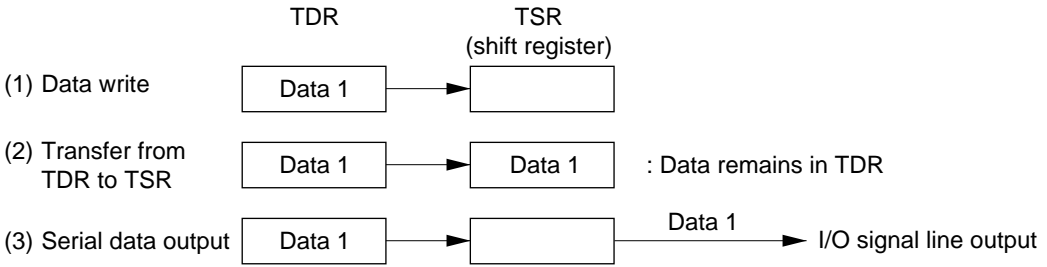 TDR TSR
(shift register)
(1) Data write Data 1
(2) Transfer from
TDR to TSR Data 1 Data 1 : Data remains in TDR
(3) Serial data output Data 1 Data 1 I/O signal line output